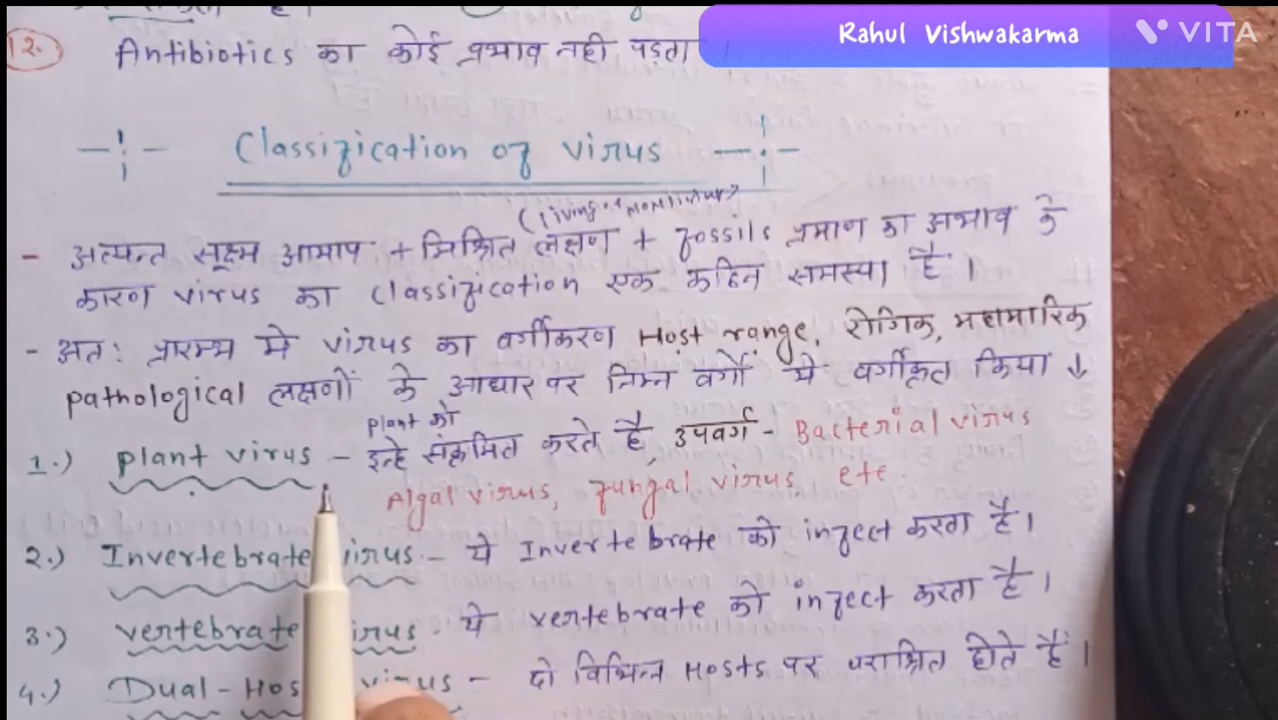 Rahul Vishwakarma
VITA
12. Antibiotics का कोई प्रभाव नही पड़ता ।
Classification of virus
(living or nonliving)
- अत्यन्त सूक्ष्म आमाप + मिश्रित लक्षण + fossils प्रमाण का अभाव के
कारण virus का classification एक कठिन समस्या है ।
- अत: प्रारम्भ मे virus का वर्गीकरण Host range, रोगिक, महामारिक
pathological लक्षणों के आधार पर निम्न वर्गों मे वर्गीकृत किया ↓
plant को
1.) plant virus - इन्हे संक्रमित करते है, उपवर्ग - Bacterial virus
Algal virus, fungal virus, etc.
2.) Invertebrate virus - ये Invertebrate को infect करता है ।
3.) vertebrate virus - ये vertebrate को infect करता है ।
4.) Dual-Host virus - दो विभिन्न Hosts पर पराश्रित होते है ।